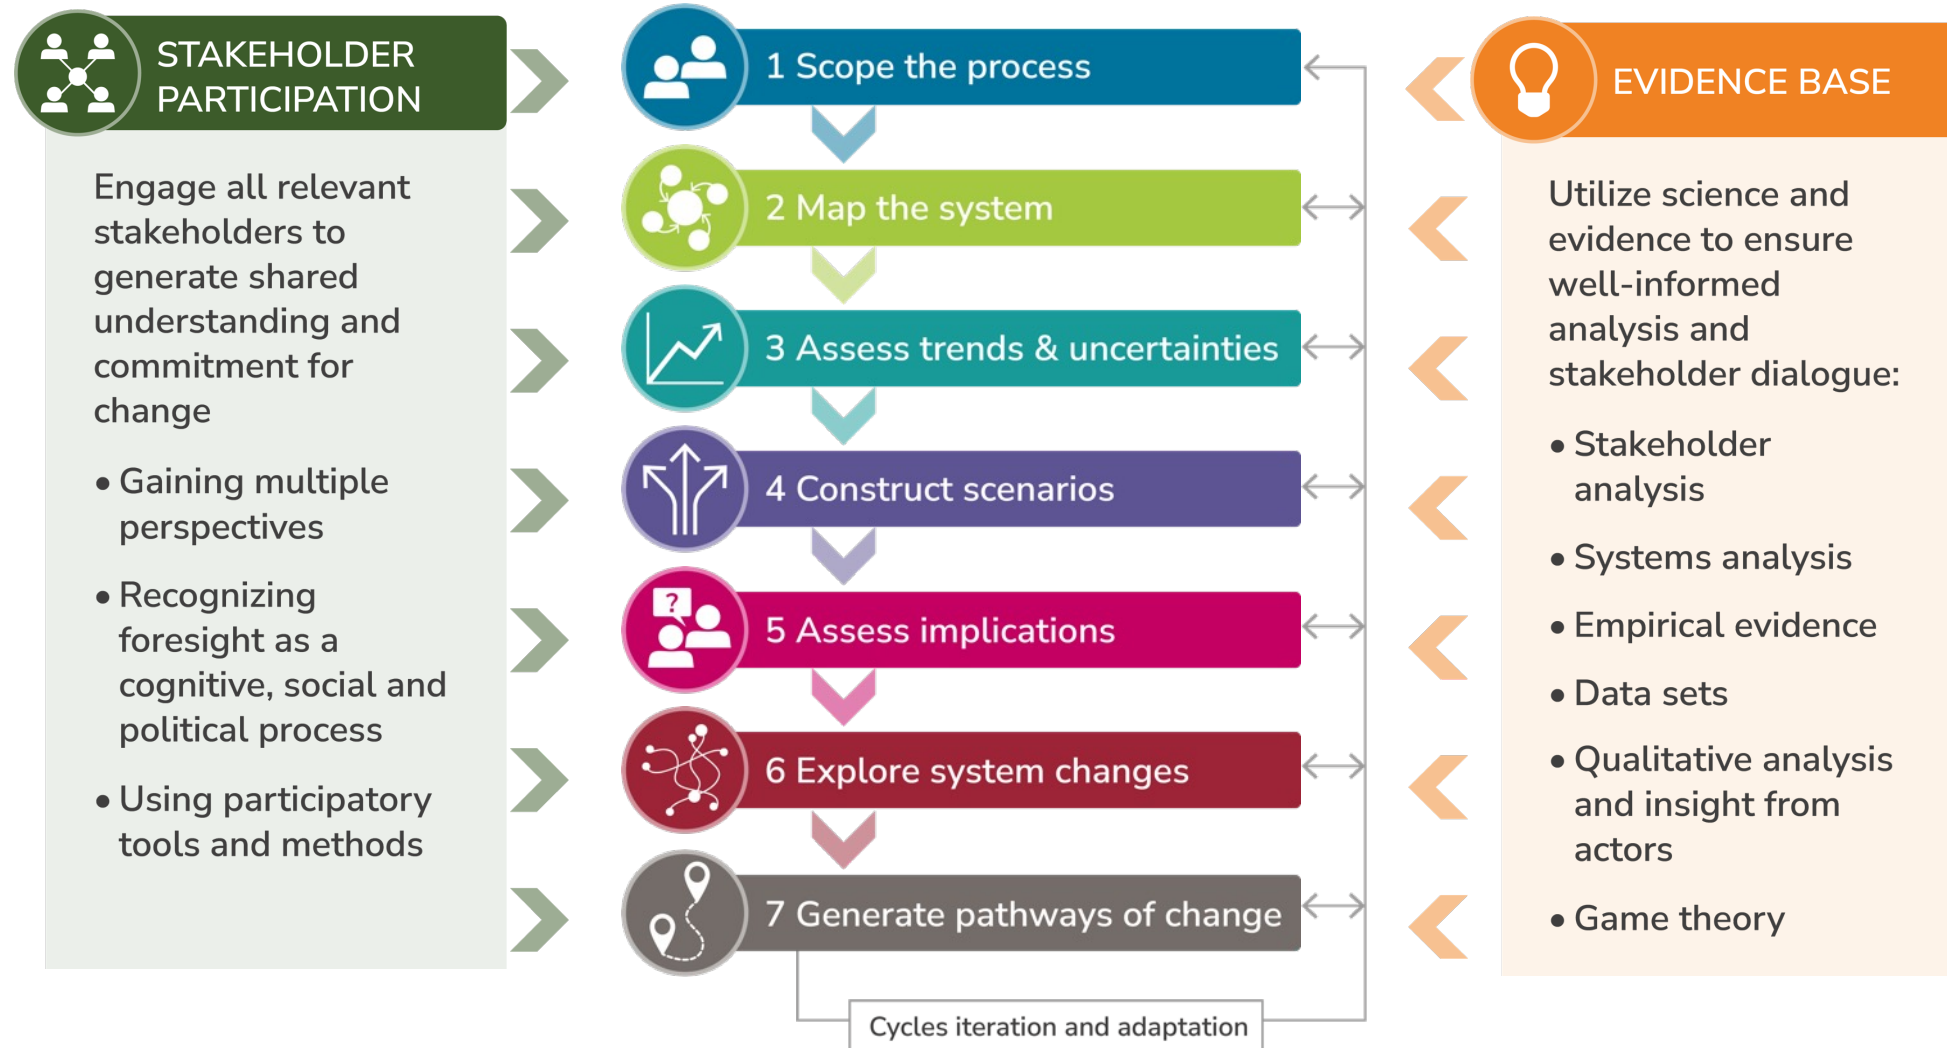 STAKEHOLDER
PARTICIPATION
Engage all relevant
stakeholders to
generate shared
understanding and
commitment for
change
• Gaining multiple
perspectives
• Recognizing
foresight as a
cognitive, social and
political process
• Using participatory
tools and methods
1 Scope the process
2 Map the system
3 Assess trends & uncertainties
4 Construct scenarios
?
5 Assess implications
6 Explore system changes
7 Generate pathways of change
Cycles iteration and adaptation
EVIDENCE BASE
Utilize science and
evidence to ensure
well-informed
analysis and
stakeholder dialogue:
• Stakeholder
analysis
• Systems analysis
• Empirical evidence
• Data sets
• Qualitative analysis
and insight from
actors
• Game theory